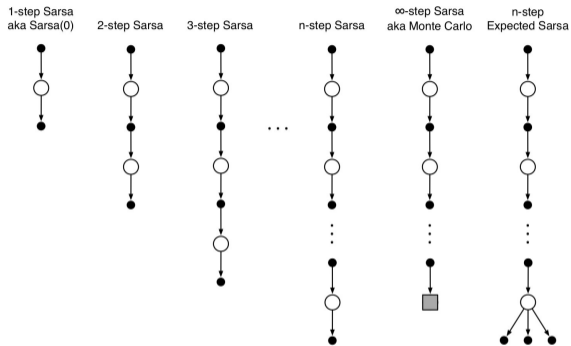 1-step Sarsa
aka Sarsa(0)
2-step Sarsa
3-step Sarsa
n-step Sarsa
∞-step Sarsa
aka Monte Carlo
n-step
Expected Sarsa